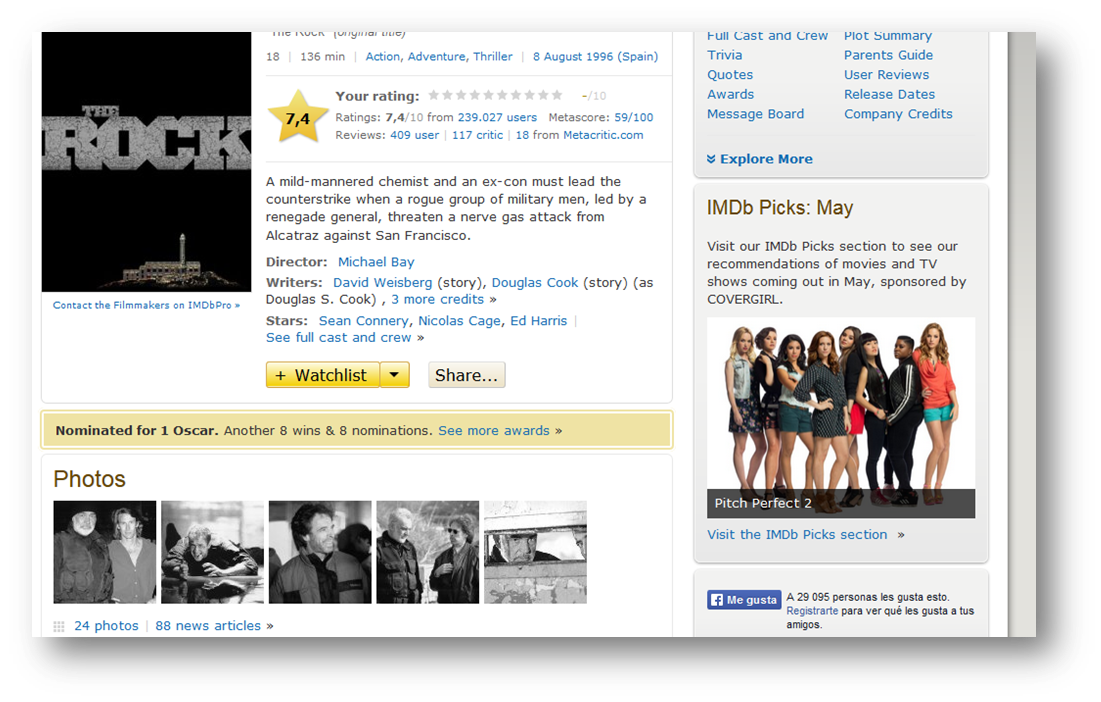 "The Rock" (original title)
18 | 136 min | Action, Adventure, Thriller | 8 August 1996 (Spain)
THE
ROCK
7,4
Your rating: -/10
Ratings: 7,4/10 from 239.027 users Metascore: 59/100
Reviews: 409 user | 117 critic | 18 from Metacritic.com
A mild-mannered chemist and an ex-con must lead the
counterstrike when a rogue group of military men, led by a
renegade general, threaten a nerve gas attack from
Alcatraz against San Francisco.
Director: Michael Bay
Writers: David Weisberg (story), Douglas Cook (story) (as
Douglas S. Cook) , 3 more credits »
Stars: Sean Connery, Nicolas Cage, Ed Harris |
See full cast and crew »
Contact the Filmmakers on IMDbPro »
+ Watchlist
Share...
Nominated for 1 Oscar. Another 8 wins & 8 nominations. See more awards »
Photos
24 photos | 88 news articles »
Full Cast and Crew Plot Summary
Trivia Parents Guide
Quotes User Reviews
Awards Release Dates
Message Board Company Credits
Explore More
IMDb Picks: May
Visit our IMDb Picks section to see our
recommendations of movies and TV
shows coming out in May, sponsored by
COVERGIRL.
Pitch Perfect 2
Visit the IMDb Picks section »
Me gusta
A 29 095 personas les gusta esto.
Registrarte para ver qué les gusta a tus
amigos.